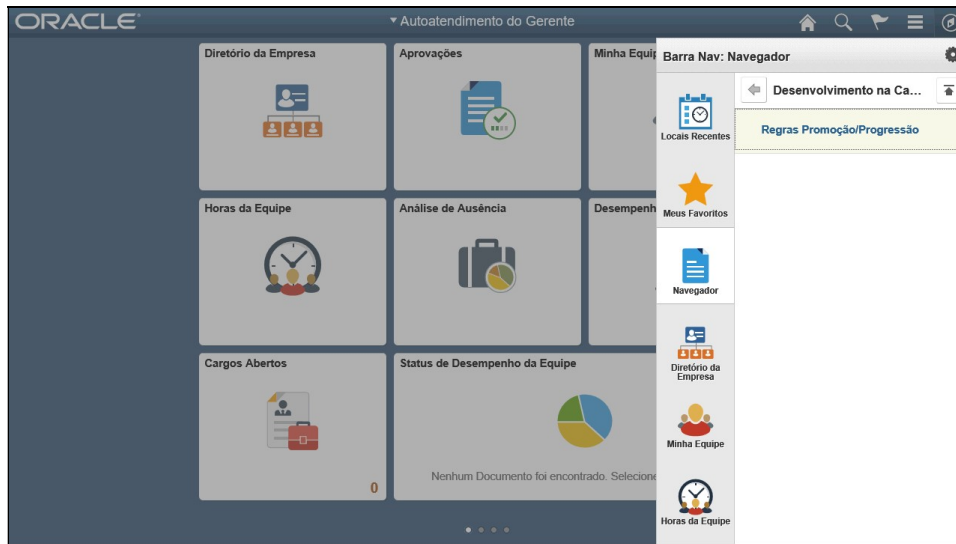 ORACLE
Autoatendimento do Gerente
Diretório da Empresa
Aprovações
Minha Equip
Horas da Equipe
Análise de Ausência
Desempenh
Cargos Abertos
0
Status de Desempenho da Equipe
Nenhum Documento foi encontrado. Selecione
Barra Nav: Navegador
Locais Recentes
Meus Favoritos
Navegador
Diretório da
Empresa
Minha Equipe
Horas da Equipe
Desenvolvimento na Ca...
Regras Promoção/Progressão